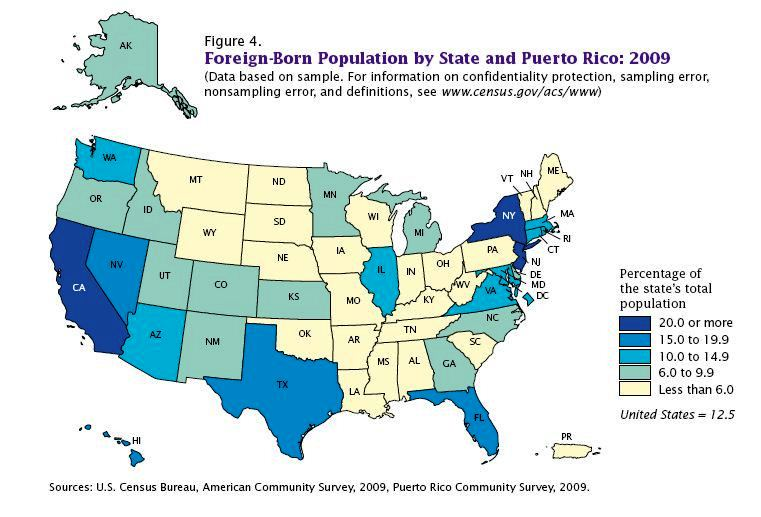 Figure 4.
Foreign-Born Population by State and Puerto Rico: 2009
(Data based on sample. For information on confidentiality protection, sampling error,
nonsampling error, and definitions, see www.census.gov/acs/www)
AK
WA
MT
ND
MN
VT
NH
ME
OR
ID
WY
SD
WI
MI
NY
MA
RI
CT
NV
UT
CO
NE
IA
IL
IN
OH
PA
NJ
DE
MD
DC
CA
KS
MO
KY
WV
VA
AZ
NM
OK
AR
TN
NC
SC
TX
LA
MS
AL
GA
FL
HI
PR
Percentage of
the state's total
population
20.0 or more
15.0 to 19.9
10.0 to 14.9
6.0 to 9.9
Less than 6.0
United States = 12.5
Sources: U.S. Census Bureau, American Community Survey, 2009, Puerto Rico Community Survey, 2009.